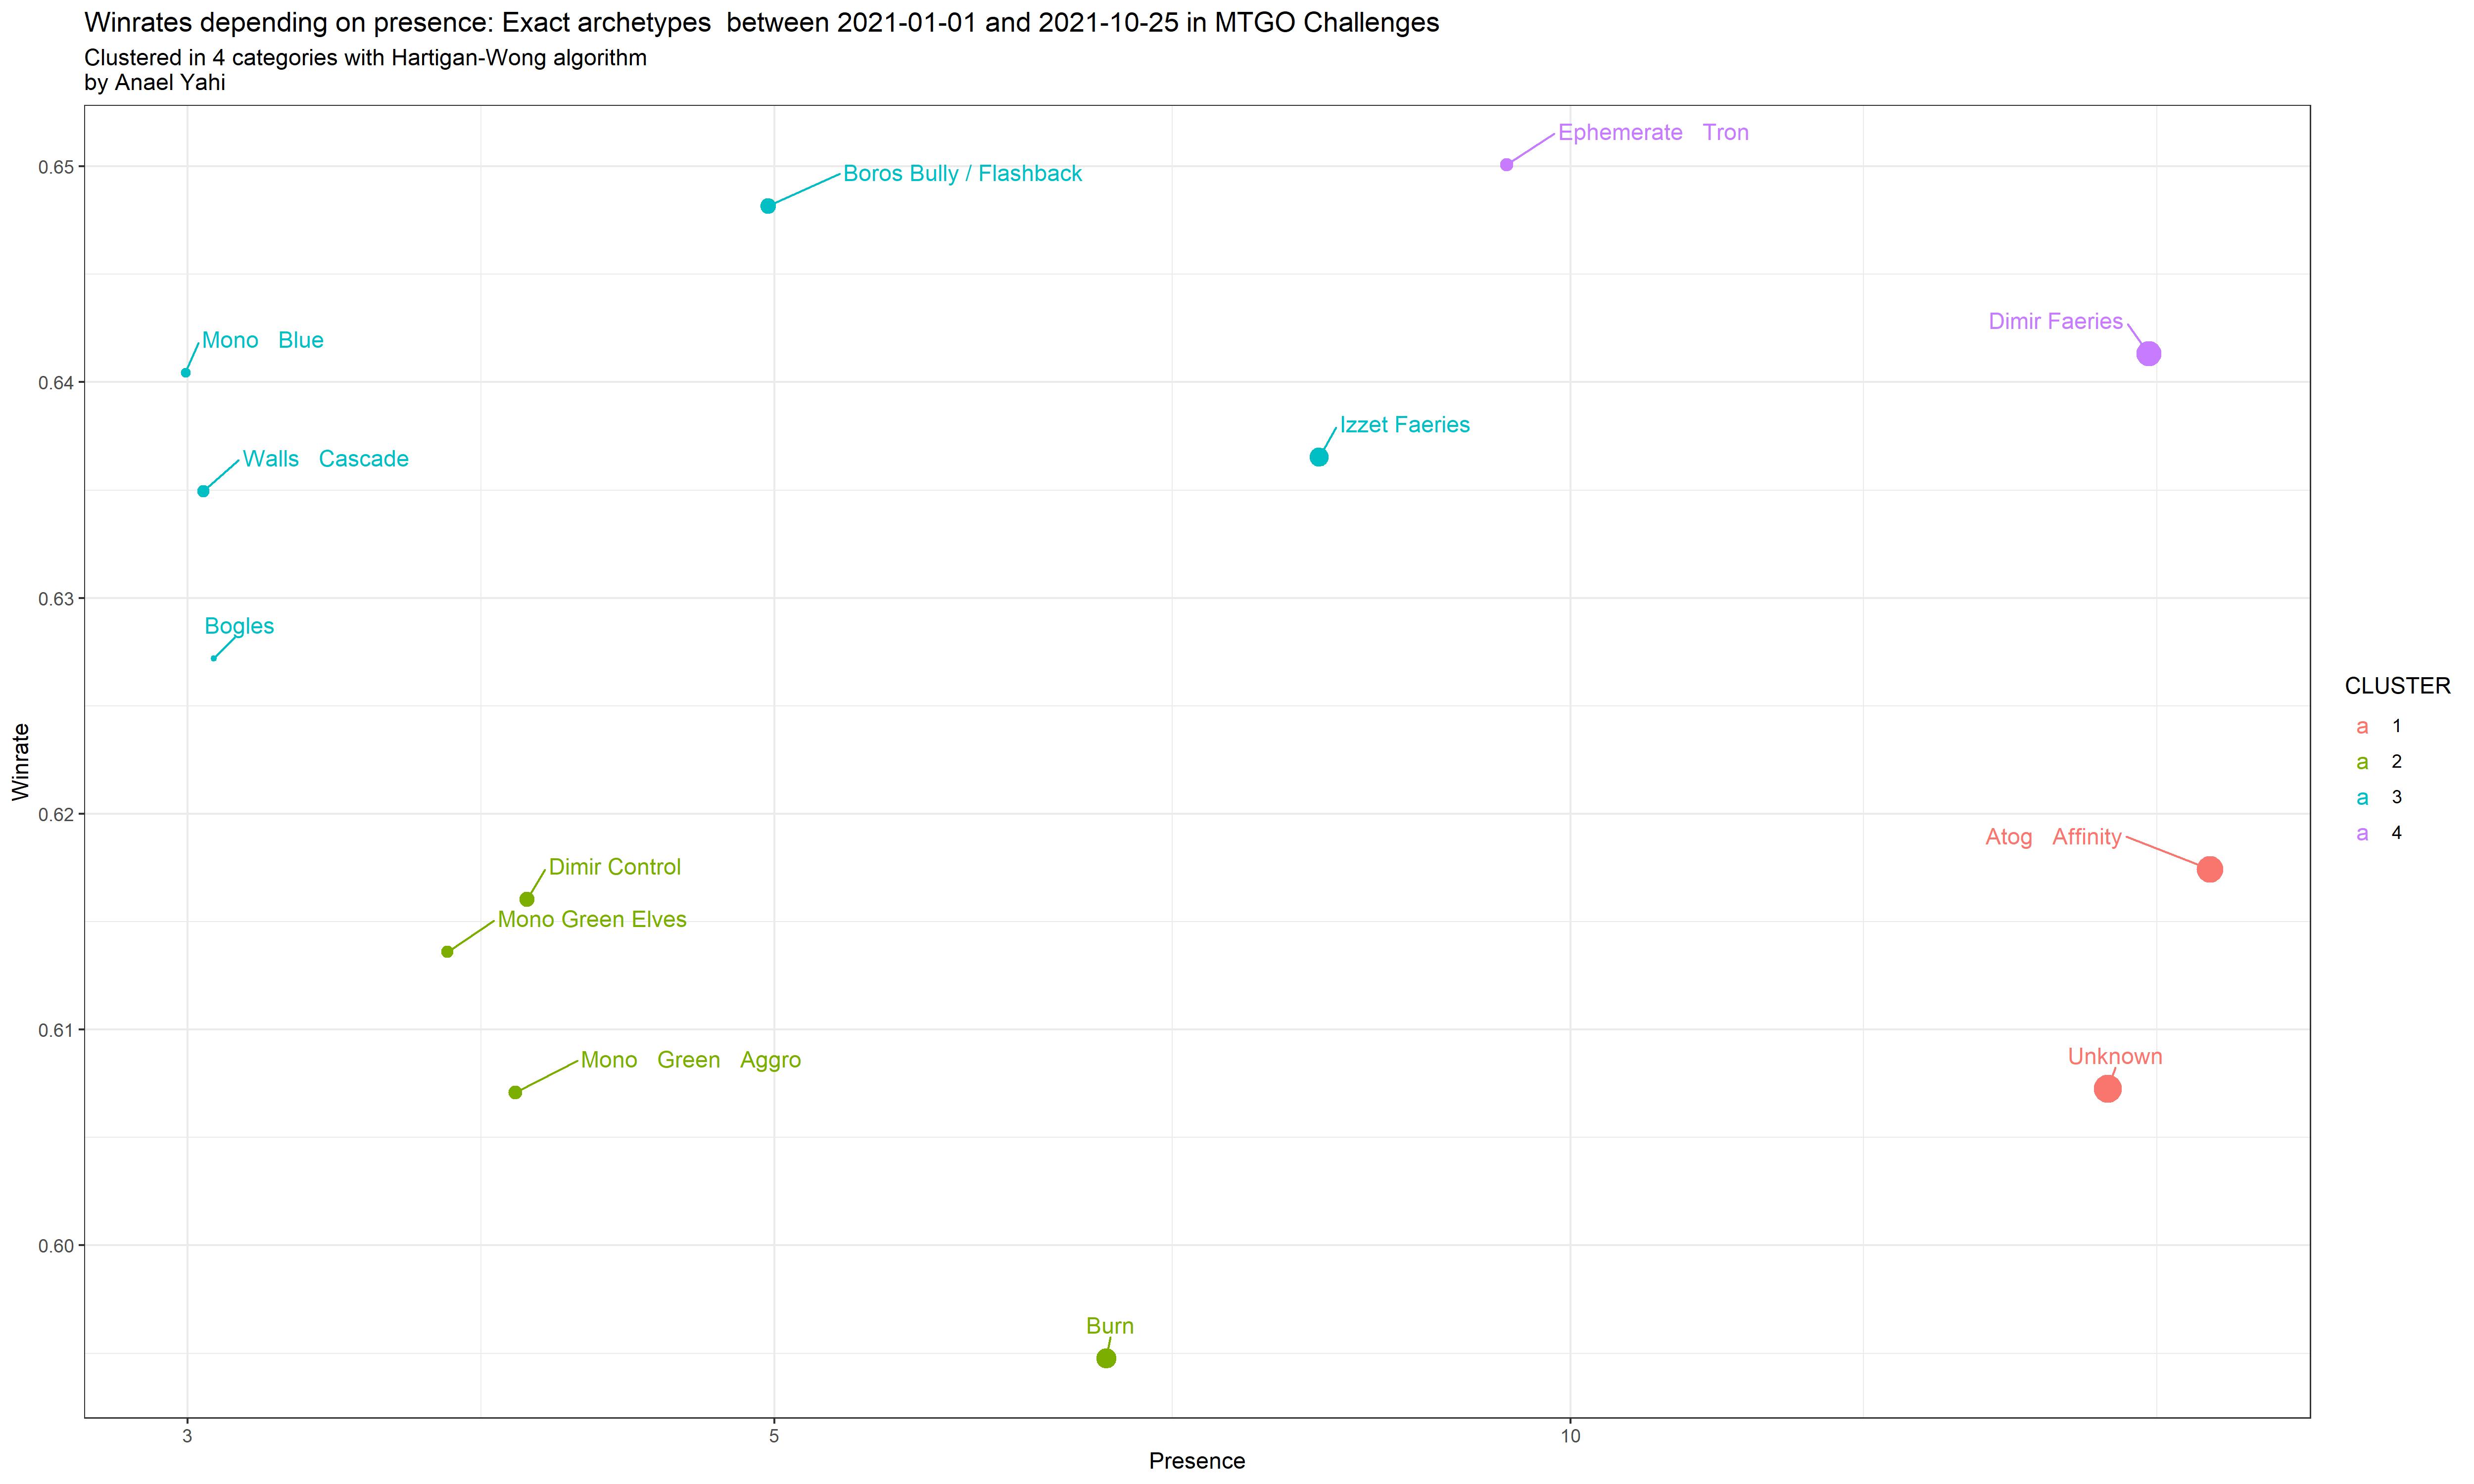 Winrates depending on presence: Exact archetypes  between 2021-01-01 and 2021-10-25 in MTGO Challenges
Clustered in 4 categories with Hartigan-Wong algorithm
by Anael Yahi
Ephemerate   Tron
Boros Bully / Flashback
Dimir Faeries
Mono   Blue
Izzet Faeries
Walls   Cascade
Bogles
Atog   Affinity
Dimir Control
Mono Green Elves
Mono   Green   Aggro
Unknown
Burn
0.65
0.64
0.63
0.62
0.61
0.60
Winrate
3
5
10
Presence
CLUSTER
a 1
a 2
a 3
a 4